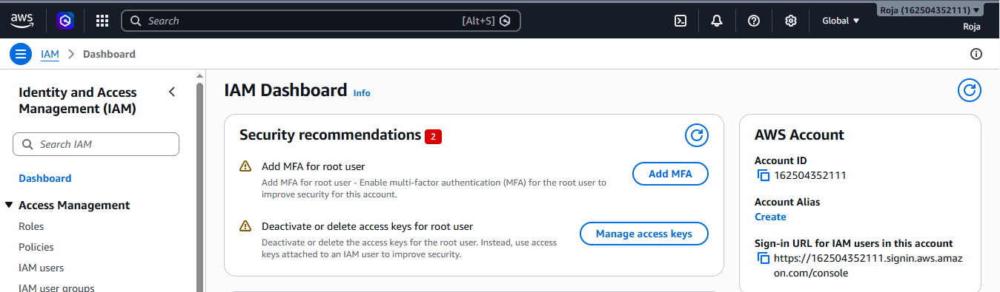 aws
Search
[Alt+S]
Global
Roja (162504352111)
Roja
IAM
Dashboard
Identity and Access
Management (IAM)
Search IAM
Dashboard
Access Management
Roles
Policies
IAM users
IAM user groups
IAM Dashboard Info
Security recommendations 2
Add MFA for root user
Add MFA for root user - Enable multi-factor authentication (MFA) for the root user to
improve security for this account.
Add MFA
Deactivate or delete access keys for root user
Deactivate or delete the access keys for the root user. Instead, use access
keys attached to an IAM user to improve security.
Manage access keys
AWS Account
Account ID
162504352111
Account Alias
Create
Sign-in URL for IAM users in this account
https://162504352111.signin.aws.amaz
on.com/console